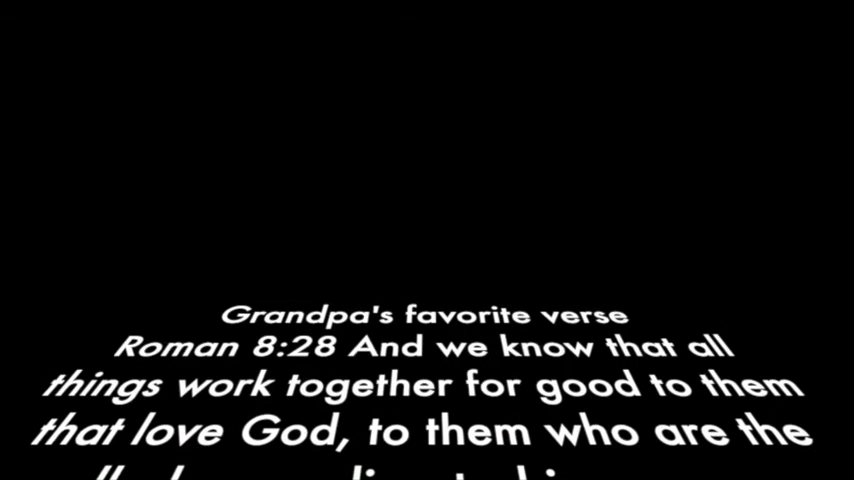 Grandpa's favorite verse
Roman 8:28 And we know that all
things work together for good to them
that love God, to them who are the